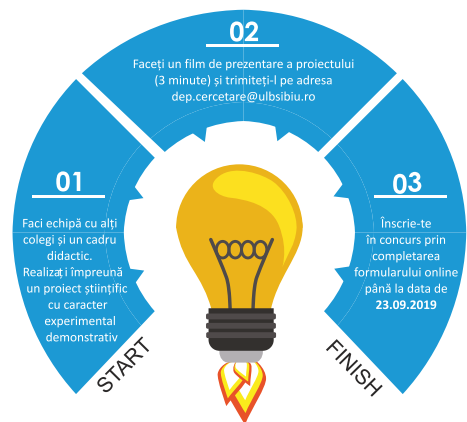 01
Faci echipă cu alți
colegi și un cadru
didactic.
Realizați împreună
un proiect științific
cu caracter
experimental
demonstrativ
02
Faceți un film de prezentare a proiectului
(3 minute) și trimiteți-l pe adresa
dep.cercetare@ulbsibiu.ro
03
Înscrie-te
în concurs prin
completarea
formularului online
până la data de
23.09.2019
START
FINISH